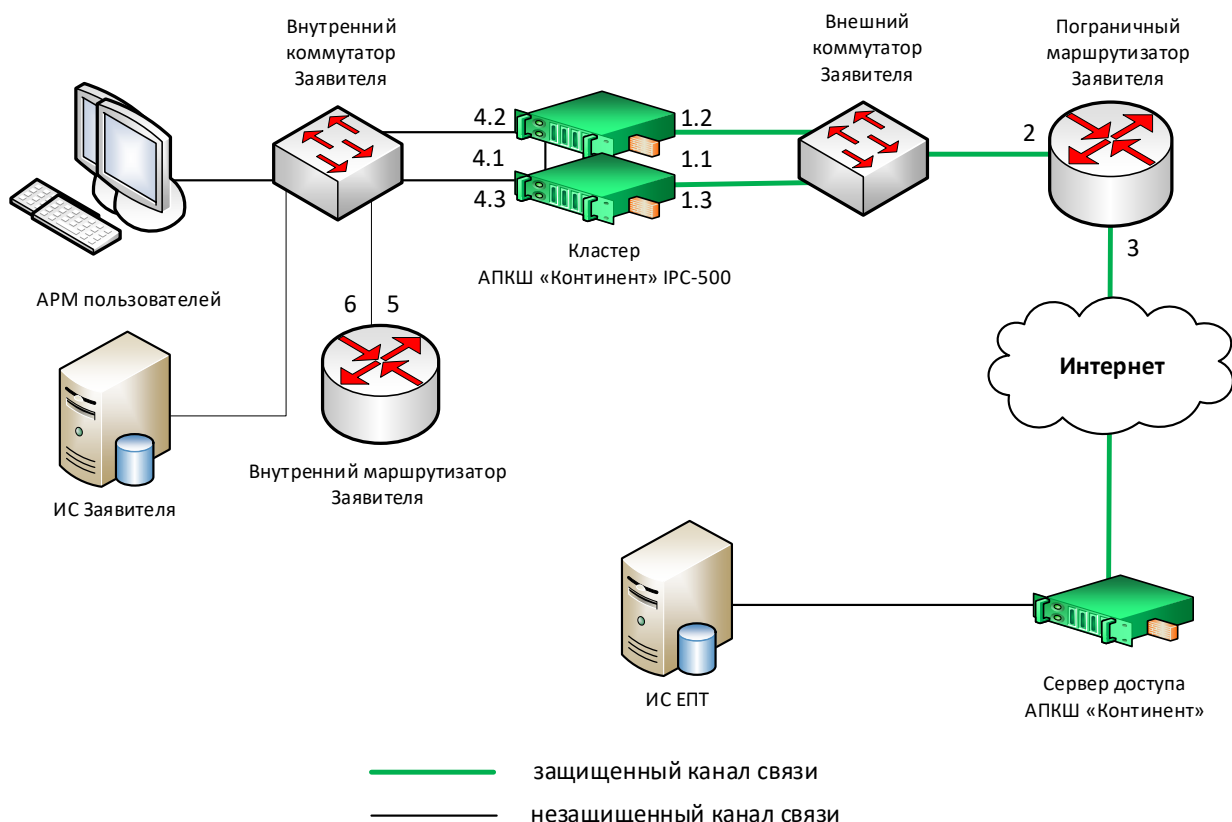 Внутренний
коммутатор
Заявителя
Внешний
коммутатор
Заявителя
Пограничный
маршрутизатор
Заявителя
4.2
1.2
4.1
1.1
4.3
1.3
2
3
Кластер
АПКШ «Континент» IPC-500
АРМ пользователей
6
5
Интернет
Внутренний маршрутизатор
Заявителя
ИС Заявителя
ИС ЕПТ
Сервер доступа
АПКШ «Континент»
защищенный канал связи
незащищенный канал связи